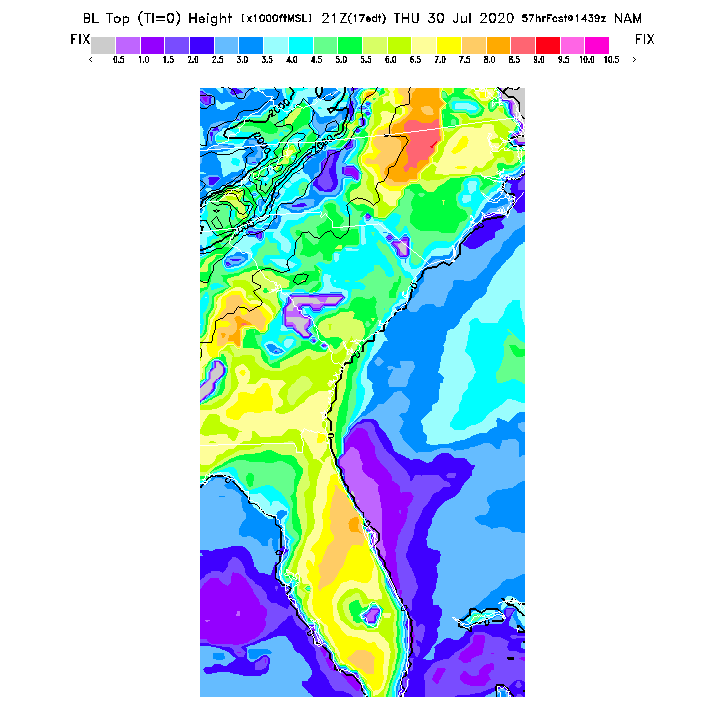 BL Top (TI=0) Height [x1000ftMSL] 21Z(17edt) THU 30 Jul 2020 57hrFcst@1439z NAM
FIX FIX
< 0.5 1.0 1.5 2.0 2.5 3.0 3.5 4.0 4.5 5.0 5.5 6.0 6.5 7.0 7.5 8.0 8.5 9.0 9.5 10.0 10.5 >
2000